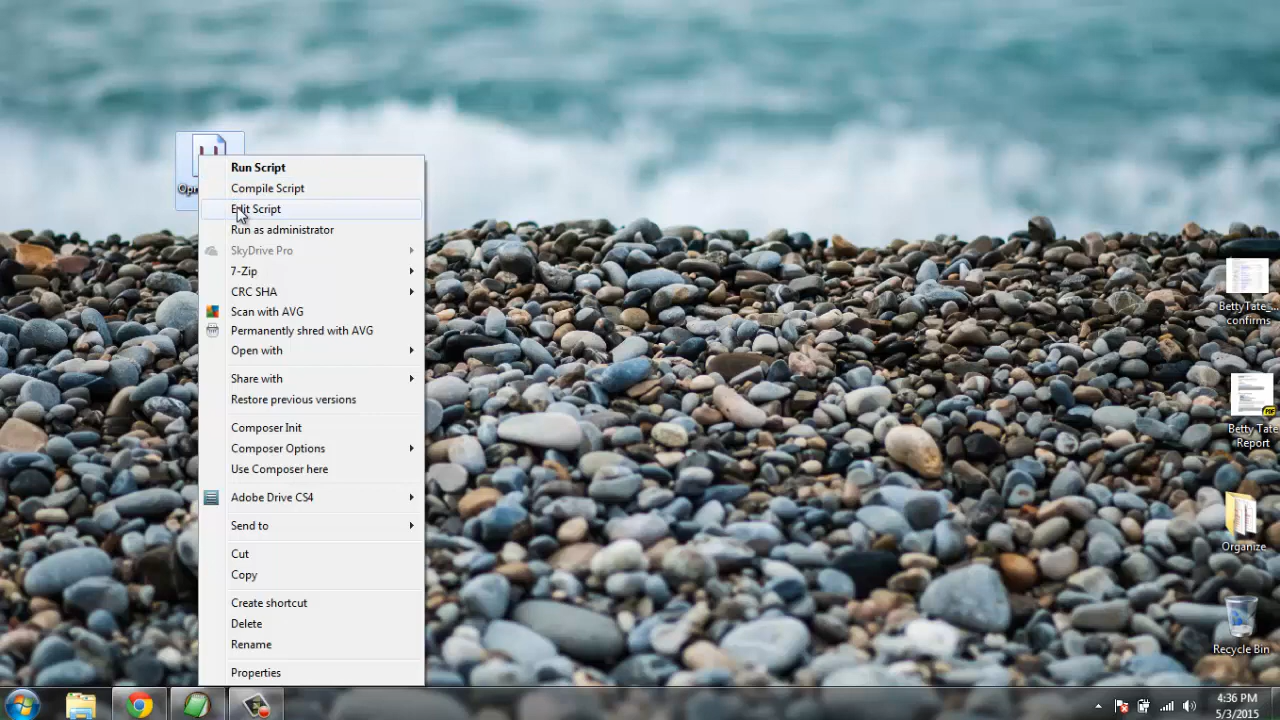 Run Script
Compile Script
Edit Script
Run as administrator
SkyDrive Pro
7-Zip
CRC SHA
Scan with AVG
Permanently shred with AVG
Open with
Share with
Restore previous versions
Composer Init
Composer Options
Use Composer here
Adobe Drive CS4
Send to
Cut
Copy
Create shortcut
Delete
Rename
Properties
BettyTate_...
confirms
PDF
Betty Tate
Report
Organize
Recycle Bin
4:36 PM
5/3/2015